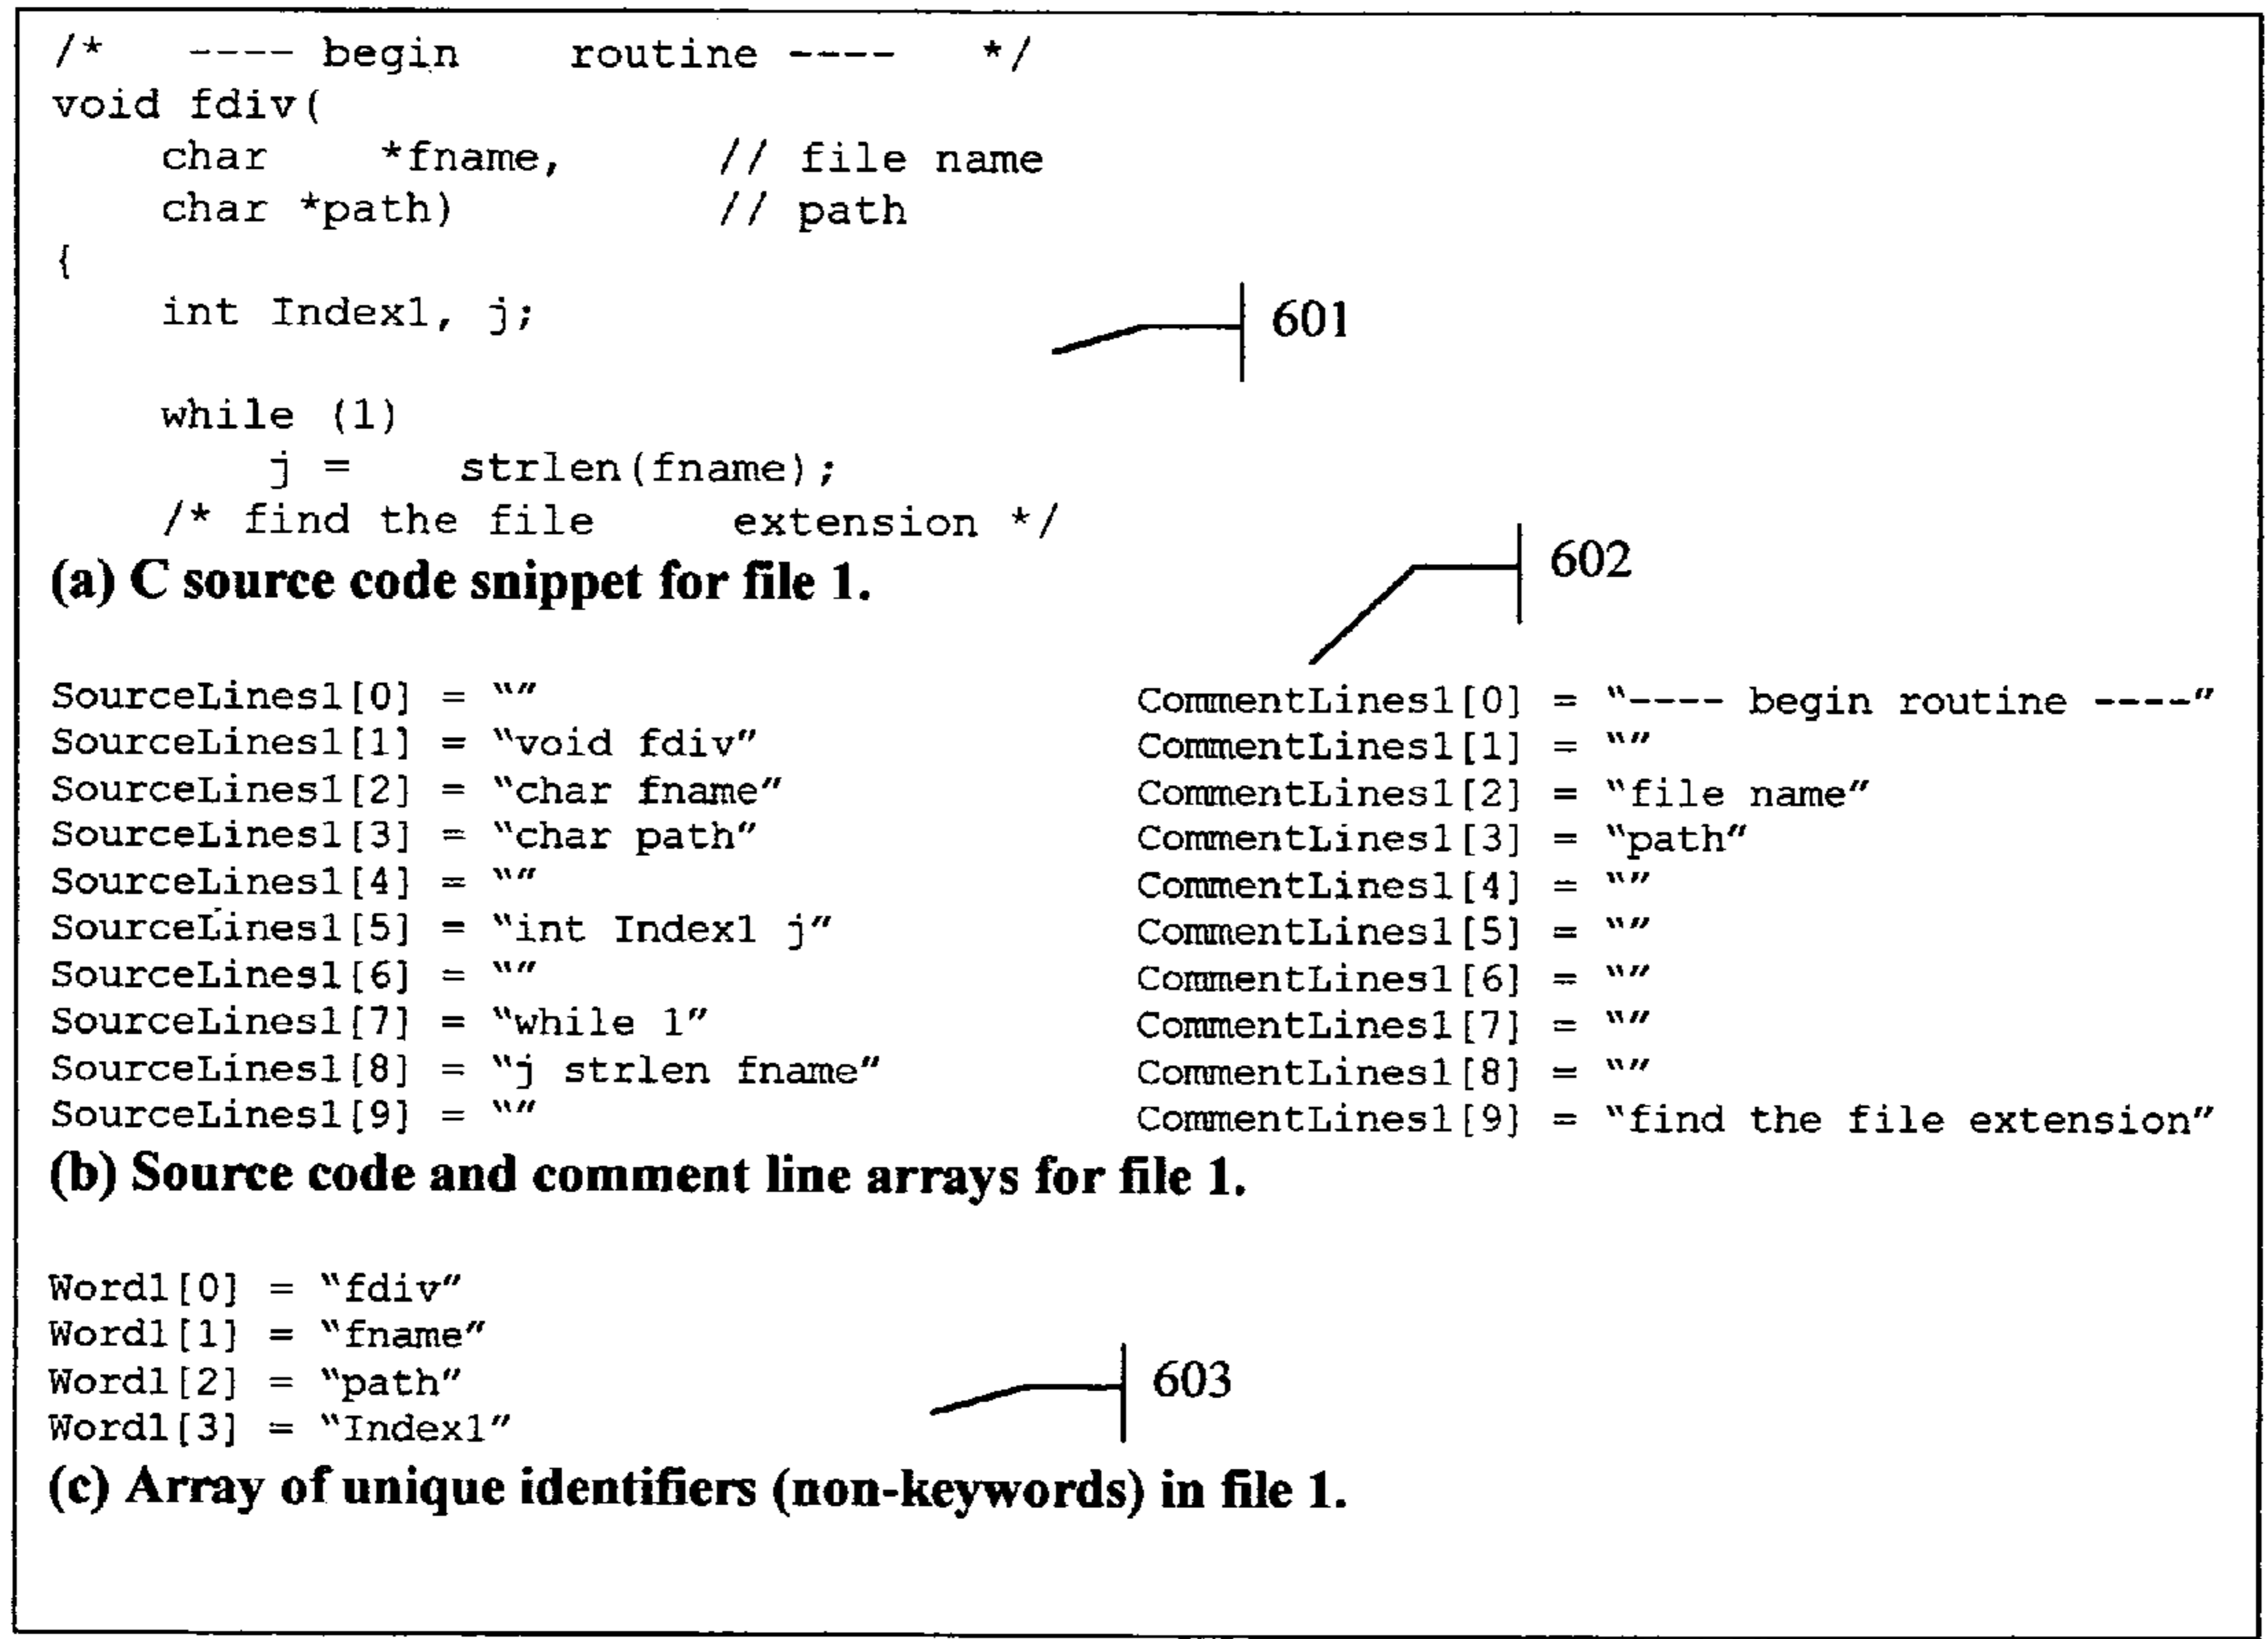 /*   ---- begin    routine ----   */
void fdiv(
    char    *fname,      // file name
    char *path)          // path
{
    int Index1, j;
601
    while (1)
        j =    strlen(fname);
    /* find the file     extension */
602
(a) C source code snippet for file 1.
SourceLines1[0] = “”
SourceLines1[1] = “void fdiv”
SourceLines1[2] = “char fname”
SourceLines1[3] = “char path”
SourceLines1[4] = “”
SourceLines1[5] = “int Index1 j”
SourceLines1[6] = “”
SourceLines1[7] = “while 1”
SourceLines1[8] = “j strlen fname”
SourceLines1[9] = “”
CommentLines1[0] = “---- begin routine ----”
CommentLines1[1] = “”
CommentLines1[2] = “file name”
CommentLines1[3] = “path”
CommentLines1[4] = “”
CommentLines1[5] = “”
CommentLines1[6] = “”
CommentLines1[7] = “”
CommentLines1[8] = “”
CommentLines1[9] = “find the file extension”
(b) Source code and comment line arrays for file 1.
Word1[0] = “fdiv”
Word1[1] = “fname”
Word1[2] = “path”
Word1[3] = “Index1”
603
(c) Array of unique identifiers (non-keywords) in file 1.